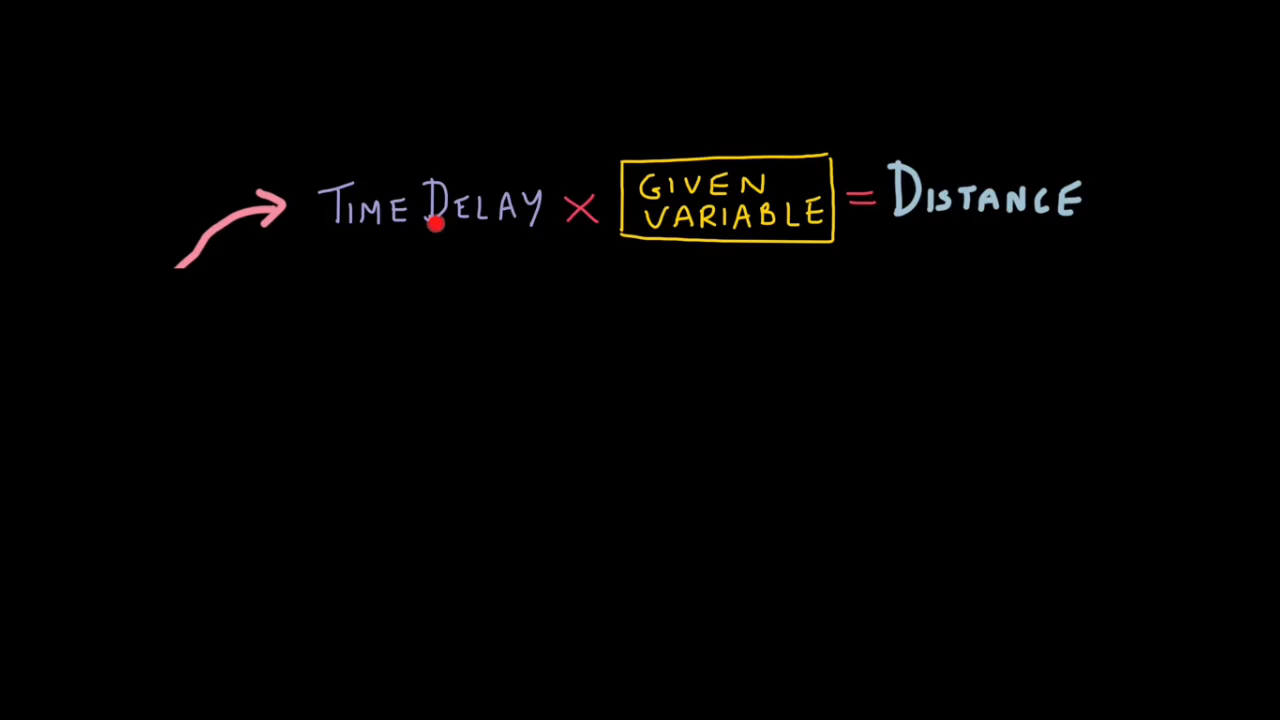 TIME DELAY × GIVEN VARIABLE = DISTANCE